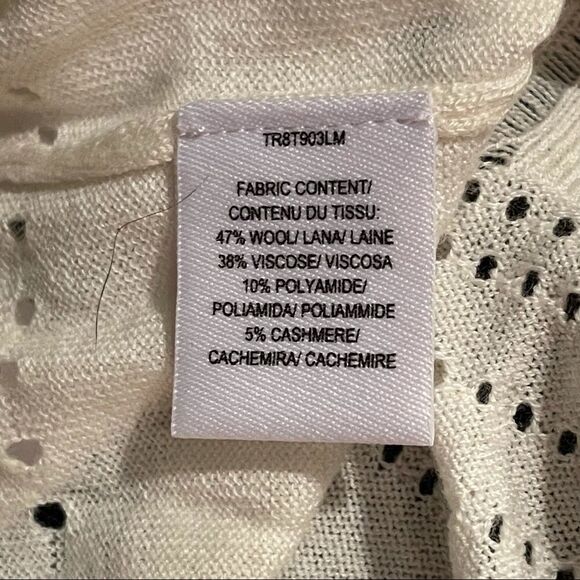 TR8T903LM
FABRIC CONTENT/
CONTENU DU TISSU:
47% WOOL/ LANA/ LAINE
38% VISCOSE/ VISCOSA
10% POLYAMIDE/
POLIAMIDA/ POLIAMMIDE
5% CASHMERE/
CACHEMIRA/ CACHEMIRE